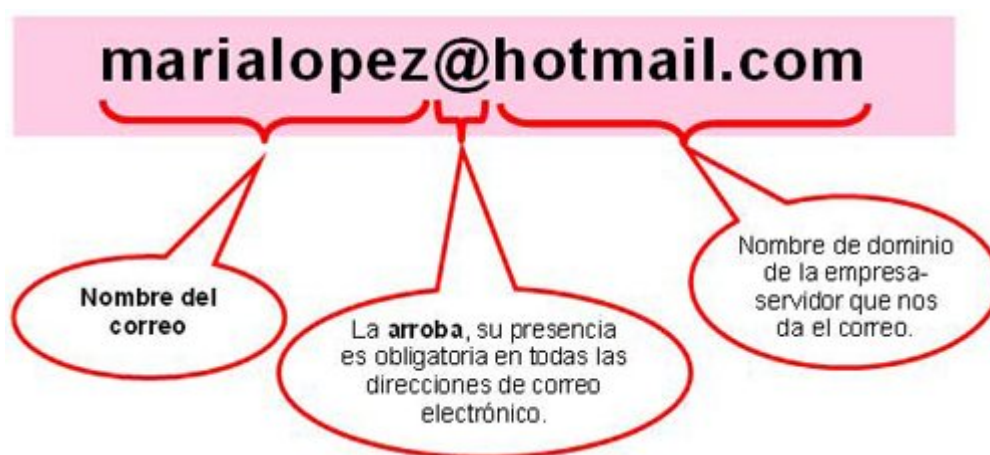 marialopez@hotmail.com
Nombre del
correo
La arroba, su presencia
es obligatoria en todas las
direcciones de correo
electrónico.
Nombre de dominio
de la empresa-
servidor que nos
da el correo.